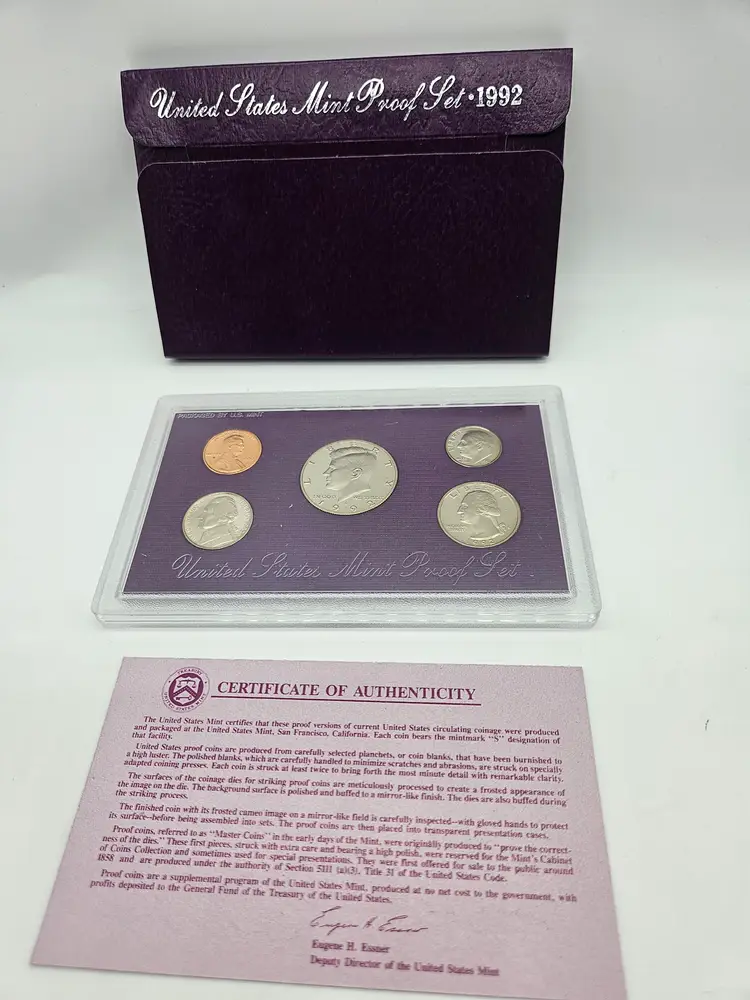 United States Mint Proof Set · 1992
PACKAGED BY U.S. MINT
LIBERTY
IN GOD WE TRUST
1992
United States Mint Proof Set
CERTIFICATE OF AUTHENTICITY
The United States Mint certifies that these proof versions of current United States circulating coinage were produced
and packaged at the United States Mint, San Francisco, California. Each coin bears the mintmark "S" designation of
that facility.
United States proof coins are produced from carefully selected planchets, or coin blanks, that have been burnished to
a high luster. The polished blanks, which are carefully handled to minimize scratches and abrasions, are struck on specially
adapted coining presses. Each coin is struck at least twice to bring forth the most minute detail with remarkable clarity.
The surfaces of the coinage dies for striking proof coins are meticulously processed to create a frosted appearance of
the image on the die. The background surface is polished and buffed to a mirror-like finish. The dies are also buffed during
the striking process.
The finished coin with its frosted cameo image on a mirror-like field is carefully inspected--with gloved hands to protect
its surface--before being assembled into sets. The proof coins are then placed into transparent presentation cases.
Proof coins, referred to as "Master Coins" in the early days of the Mint, were originally produced to "prove the correct-
ness of the dies." These first pieces, struck with extra care and bearing a high polish, were reserved for the Mint's Cabinet
of Coins Collection and sometimes used for special presentations. They were first offered for sale to the public around
1858 and are produced under the authority of Section 5111 (a)(3), Title 31 of the United States Code.
Proof coins are a supplemental program of the United States Mint, produced at no net cost to the government, with
profits deposited to the General Fund of the Treasury of the United States.
Eugene H. Essner
Eugene H. Essner
Deputy Director of the United States Mint